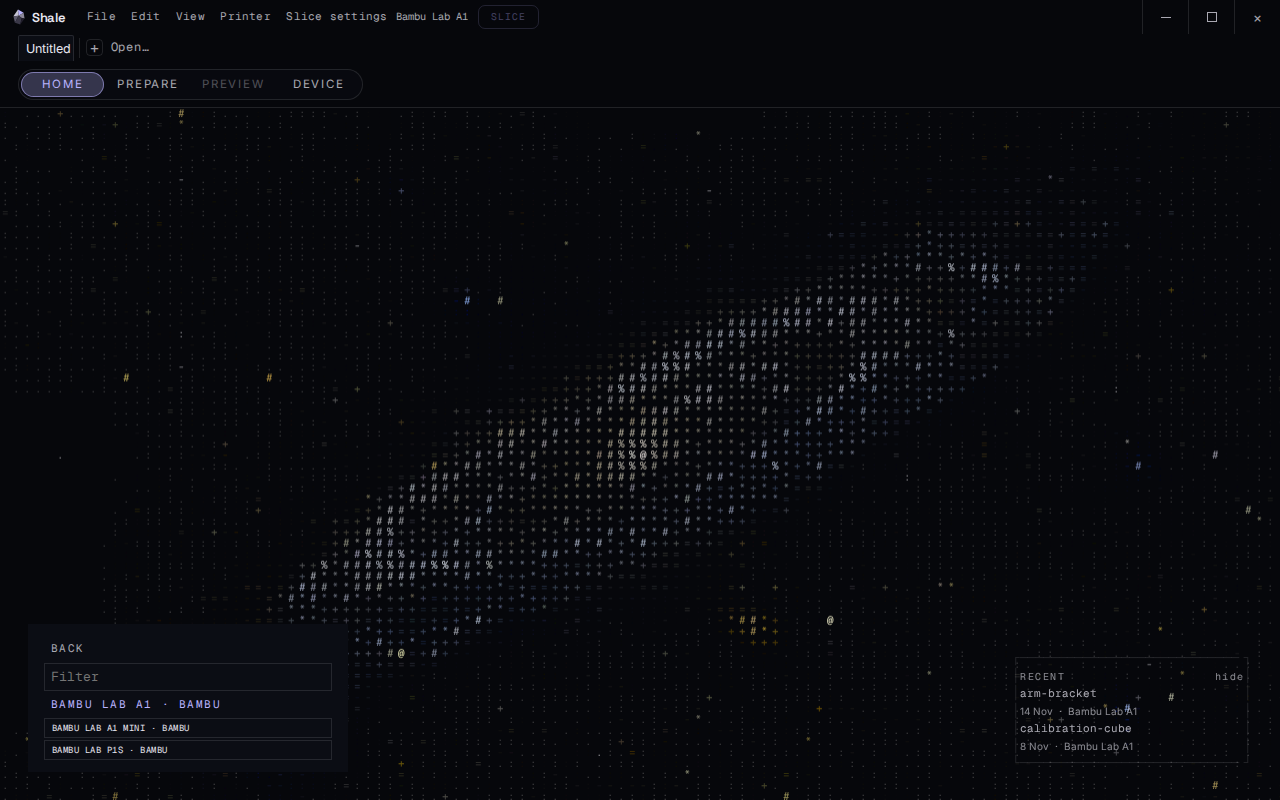 Shale File Edit View Printer Slice settings Bambu Lab A1 SLICE
Untitled + Open…
HOME PREPARE PREVIEW DEVICE
BACK
Filter
BAMBU LAB A1 · BAMBU
BAMBU LAB A1 MINI · BAMBU
BAMBU LAB P1S · BAMBU
RECENT hide
arm-bracket
14 Nov · Bambu Lab A1
calibration-cube
8 Nov · Bambu Lab A1